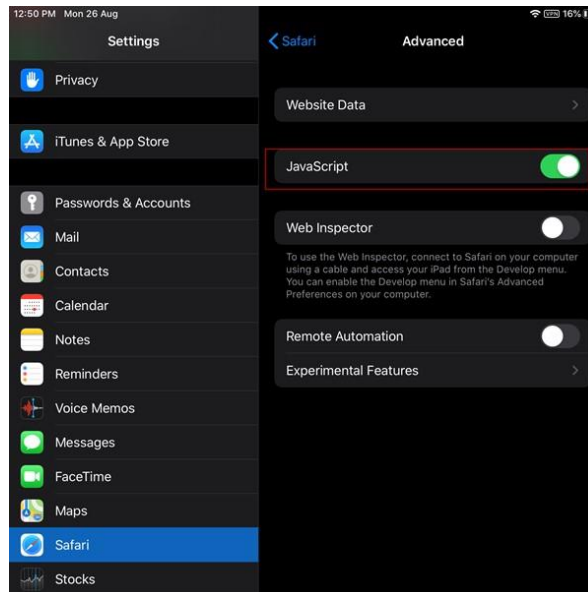 12:50 PM Mon 26 Aug
VPN 16%
Settings
Privacy
iTunes & App Store
Passwords & Accounts
Mail
Contacts
Calendar
Notes
Reminders
Voice Memos
Messages
FaceTime
Maps
Safari
Stocks
Safari
Advanced
Website Data
JavaScript
Web Inspector
To use the Web Inspector, connect to Safari on your computer
using a cable and access your iPad from the Develop menu.
You can enable the Develop menu in Safari's Advanced
Preferences on your computer.
Remote Automation
Experimental Features